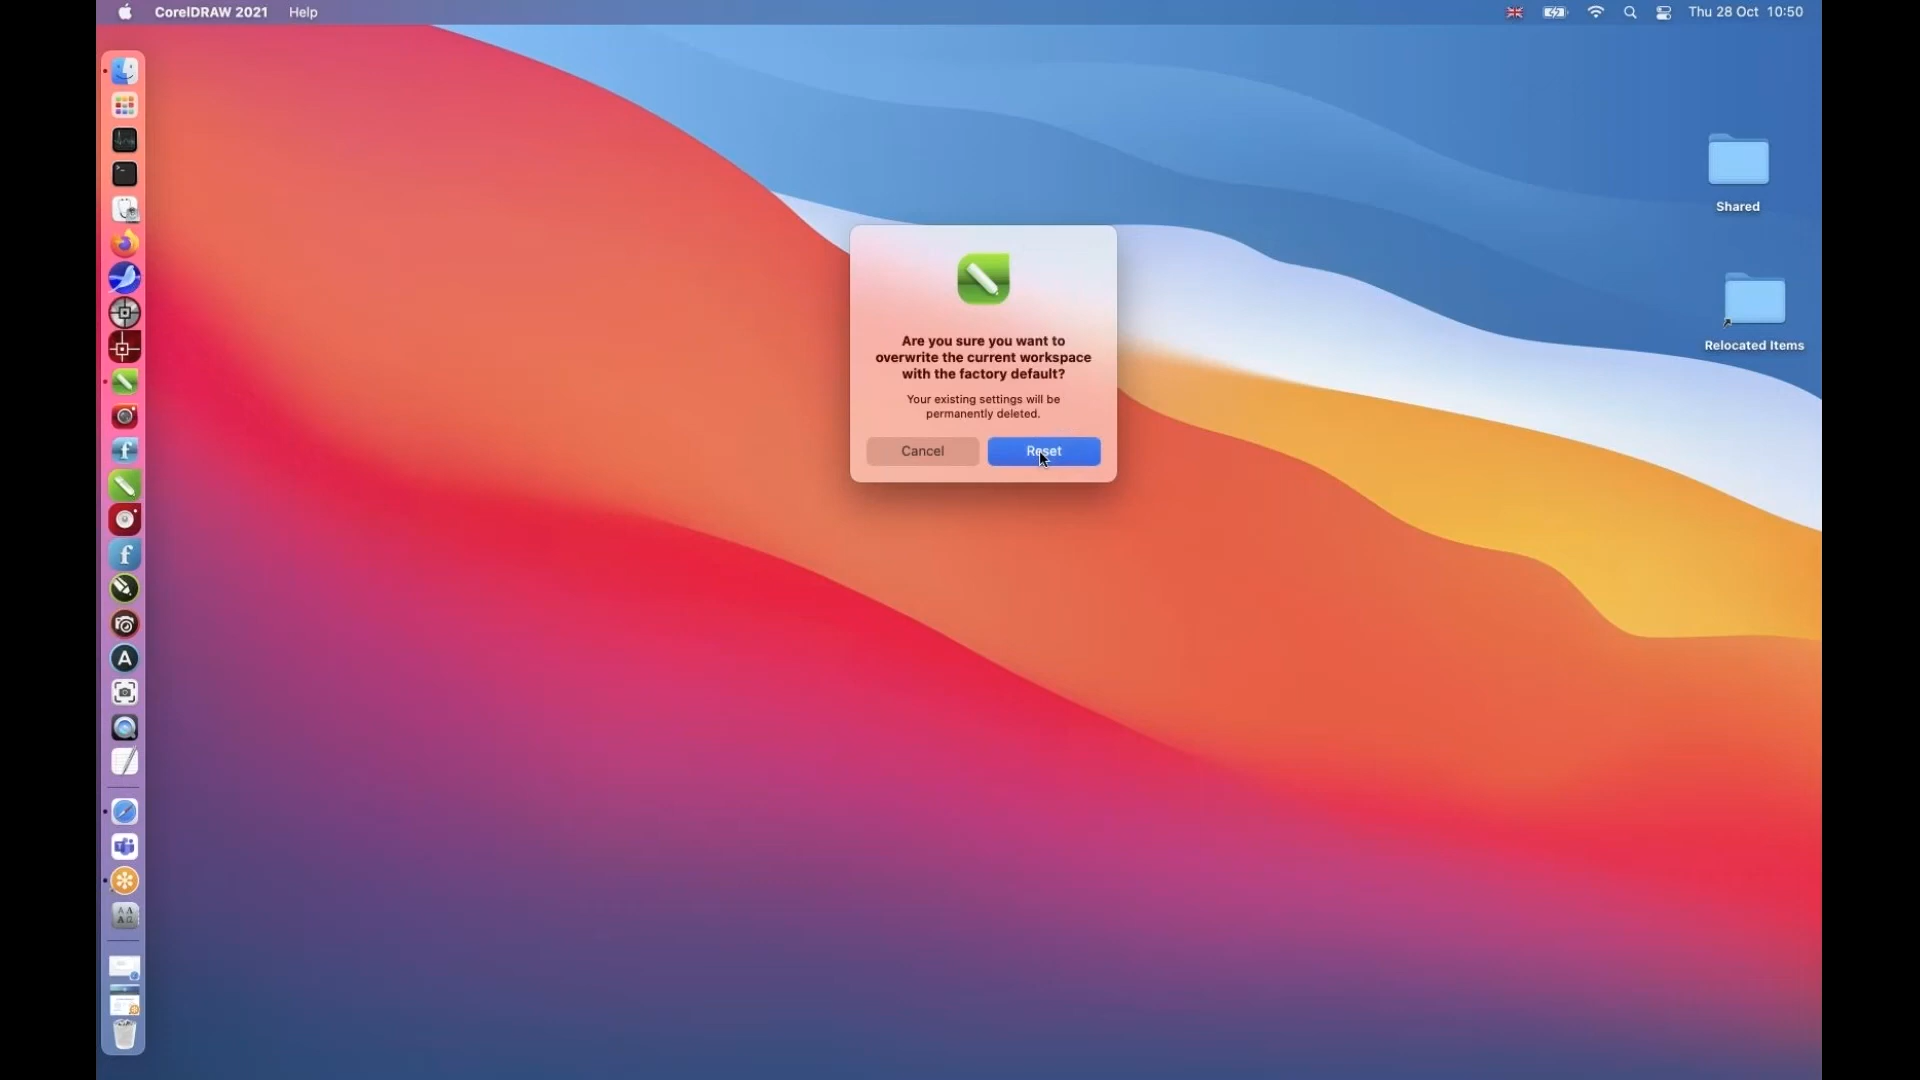 CorelDRAW 2021 Help
Thu 28 Oct 10:50
Shared
Relocated Items
Are you sure you want to
overwrite the current workspace
with the factory default?
Your existing settings will be
permanently deleted.
Cancel
Reset